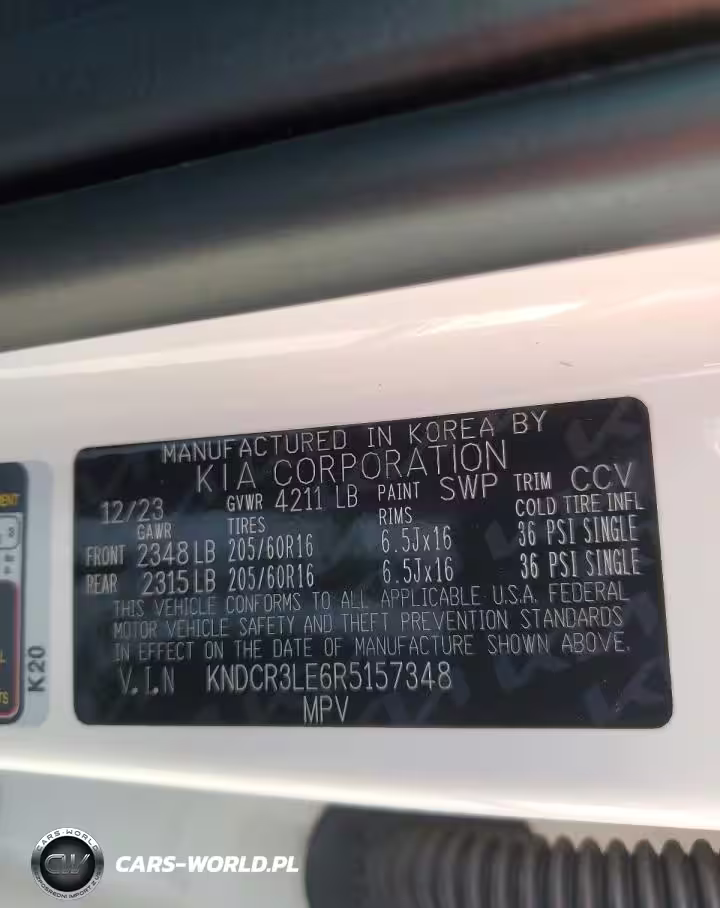 MANUFACTURED IN KOREA BY
KIA CORPORATION
12/23 GVWR 4211 LB PAINT SWP TRIM CCV
GAWR TIRES RIMS COLD TIRE INFL
FRONT 2348 LB 205/60R16 6.5Jx16 36 PSI SINGLE
REAR 2315 LB 205/60R16 6.5Jx16 36 PSI SINGLE
THIS VEHICLE CONFORMS TO ALL APPLICABLE U.S.A. FEDERAL
MOTOR VEHICLE SAFETY AND THEFT PREVENTION STANDARDS
IN EFFECT ON THE DATE OF MANUFACTURE SHOWN ABOVE.
V.I.N KNDCR3LE6R5157348
MPV
K20
CARS-WORLD
CW
CARS-WORLD.PL